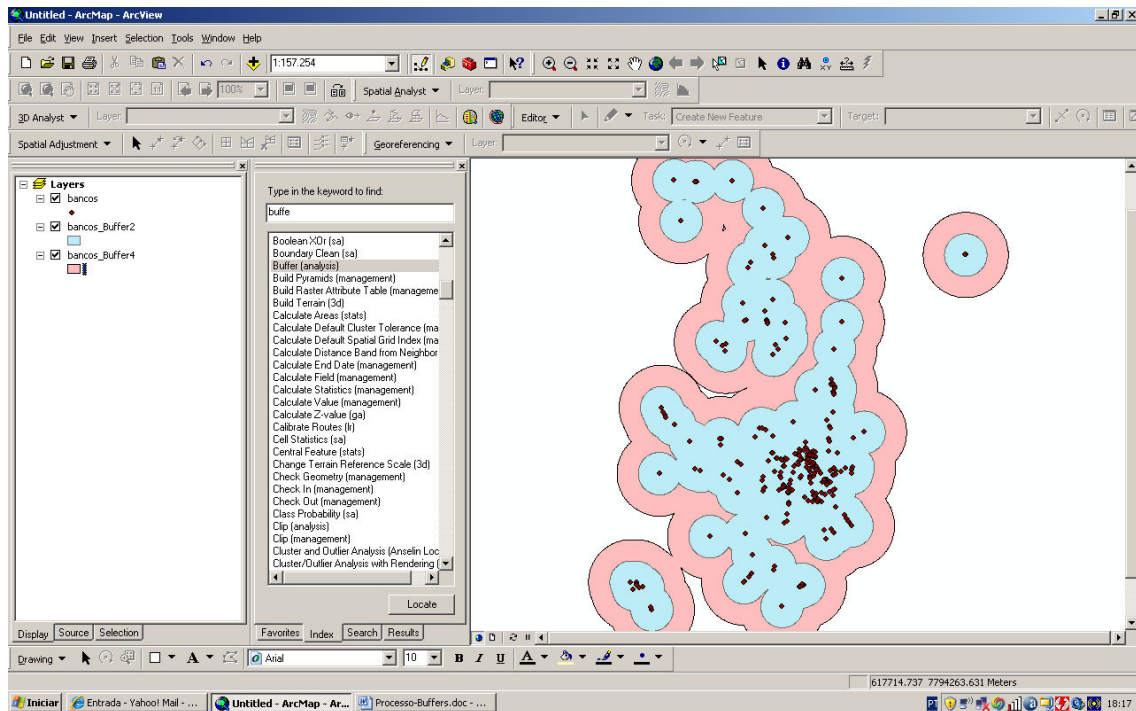 Untitled - ArcMap - ArcView
File Edit View Insert Selection Tools Window Help
1:157.254
100% Spatial Analyst Layer:
3D Analyst Layer: Editor Task: Create New Feature Target:
Spatial Adjustment Georeferencing Layer:
Layers
bancos
bancos_Buffer2
bancos_Buffer4
Type in the keyword to find:
buffe
Boolean XOr (sa)
Boundary Clean (sa)
Buffer (analysis)
Build Pyramids (management)
Build Raster Attribute Table (manageme
Build Terrain (3d)
Calculate Areas (stats)
Calculate Default Cluster Tolerance (ma
Calculate Default Spatial Grid Index (ma
Calculate Distance Band from Neighbor
Calculate End Date (management)
Calculate Field (management)
Calculate Statistics (management)
Calculate Value (management)
Calculate Z-value (ga)
Calibrate Routes (lr)
Cell Statistics (sa)
Central Feature (stats)
Change Terrain Reference Scale (3d)
Check Geometry (management)
Check In (management)
Check Out (management)
Class Probability (sa)
Clip (analysis)
Clip (management)
Cluster and Outlier Analysis (Anselin Loc
Cluster/Outlier Analysis with Rendering (
Locate
Display Source Selection
Favorites Index Search Results
Drawing A Arial 10 B I U A
617714.737 7794263.631 Meters
Iniciar Entrada - Yahoo! Mail - ... Untitled - ArcMap - Ar... Processo-Buffers.doc - ... PT 18:17